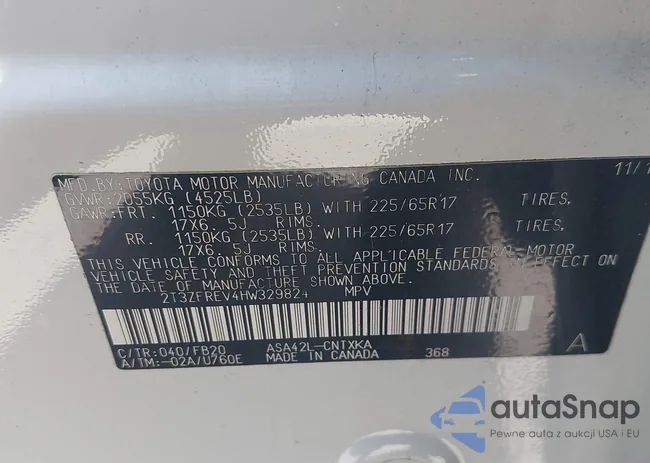 MFD.BY:TOYOTA MOTOR MANUFACTURING CANADA INC. 11/1
GVWR:2055KG (4525LB)
GAWR:FRT. 1150KG (2535LB) WITH 225/65R17 TIRES.
17X6.5J RIMS.
RR. 1150KG (2535LB) WITH 225/65R17 TIRES.
17X6.5J RIMS.
THIS VEHICLE CONFORMS TO ALL APPLICABLE FEDERAL MOTOR
VEHICLE SAFETY AND THEFT PREVENTION STANDARDS IN EFFECT ON
THE DATE OF MANUFACTURE SHOWN ABOVE.
2T3ZFREV4HW329824 MPV
C/TR:040/FB20 ASA42L-CNTXKA A
A/TM:-02A/U760E MADE IN CANADA 368
autaSnap
Pewne auta z aukcji USA i EU